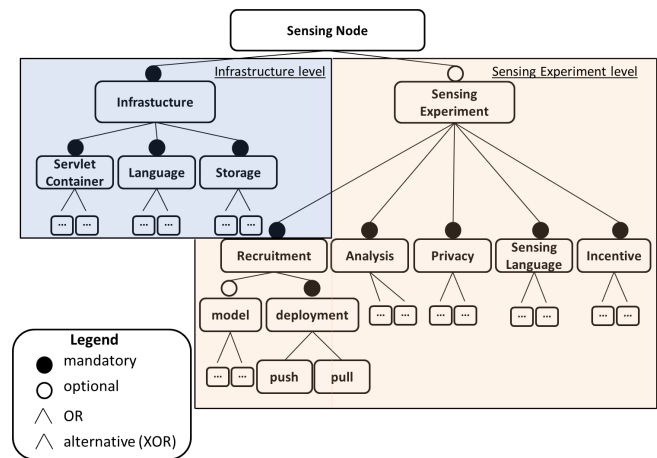 Sensing Node
Infrastructure level
Sensing Experiment level
Infrastucture
Sensing
Experiment
Servlet
Container
Language
Storage
... ...
... ...
... ...
Recruitment
Analysis
Privacy
Sensing
Language
Incentive
model
deployment
... ...
... ...
... ...
... ...
... ...
push
pull
Legend
mandatory
optional
OR
alternative (XOR)